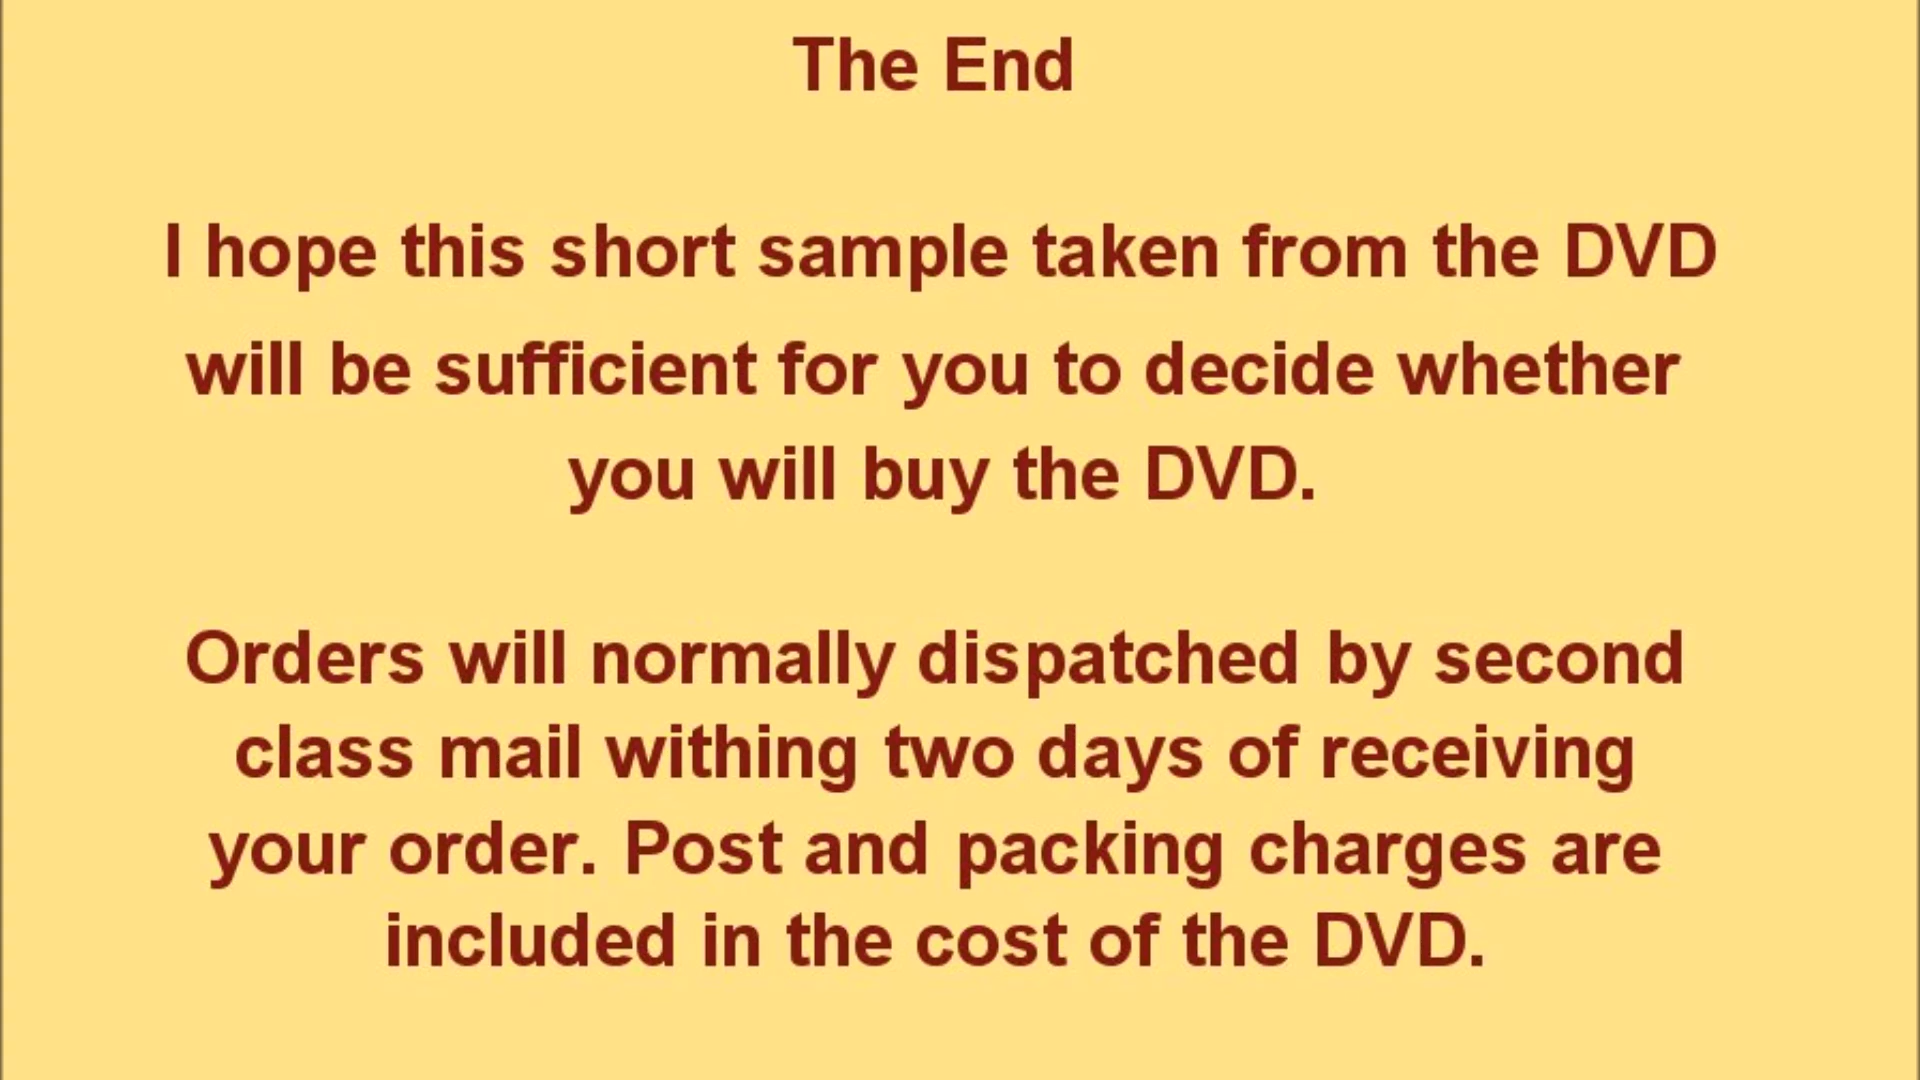 The End
I hope this short sample taken from the DVD
will be sufficient for you to decide whether
you will buy the DVD.
Orders will normally dispatched by second
class mail withing two days of receiving
your order. Post and packing charges are
included in the cost of the DVD.